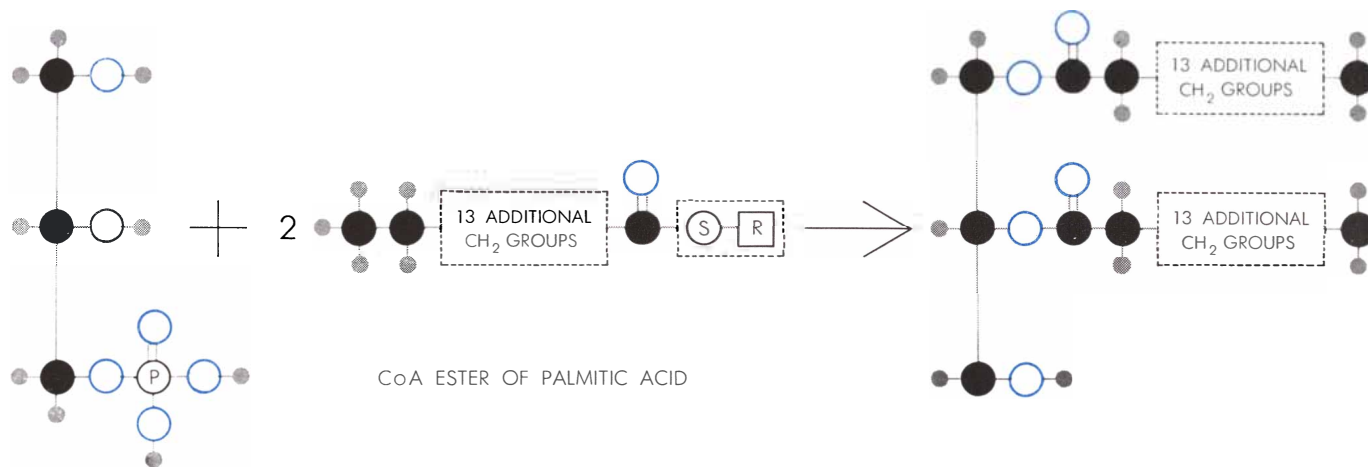 13 ADDITIONAL
CH₂ GROUPS
2
13 ADDITIONAL
CH₂ GROUPS
S
R
13 ADDITIONAL
CH₂ GROUPS
P
CoA ESTER OF PALMITIC ACID